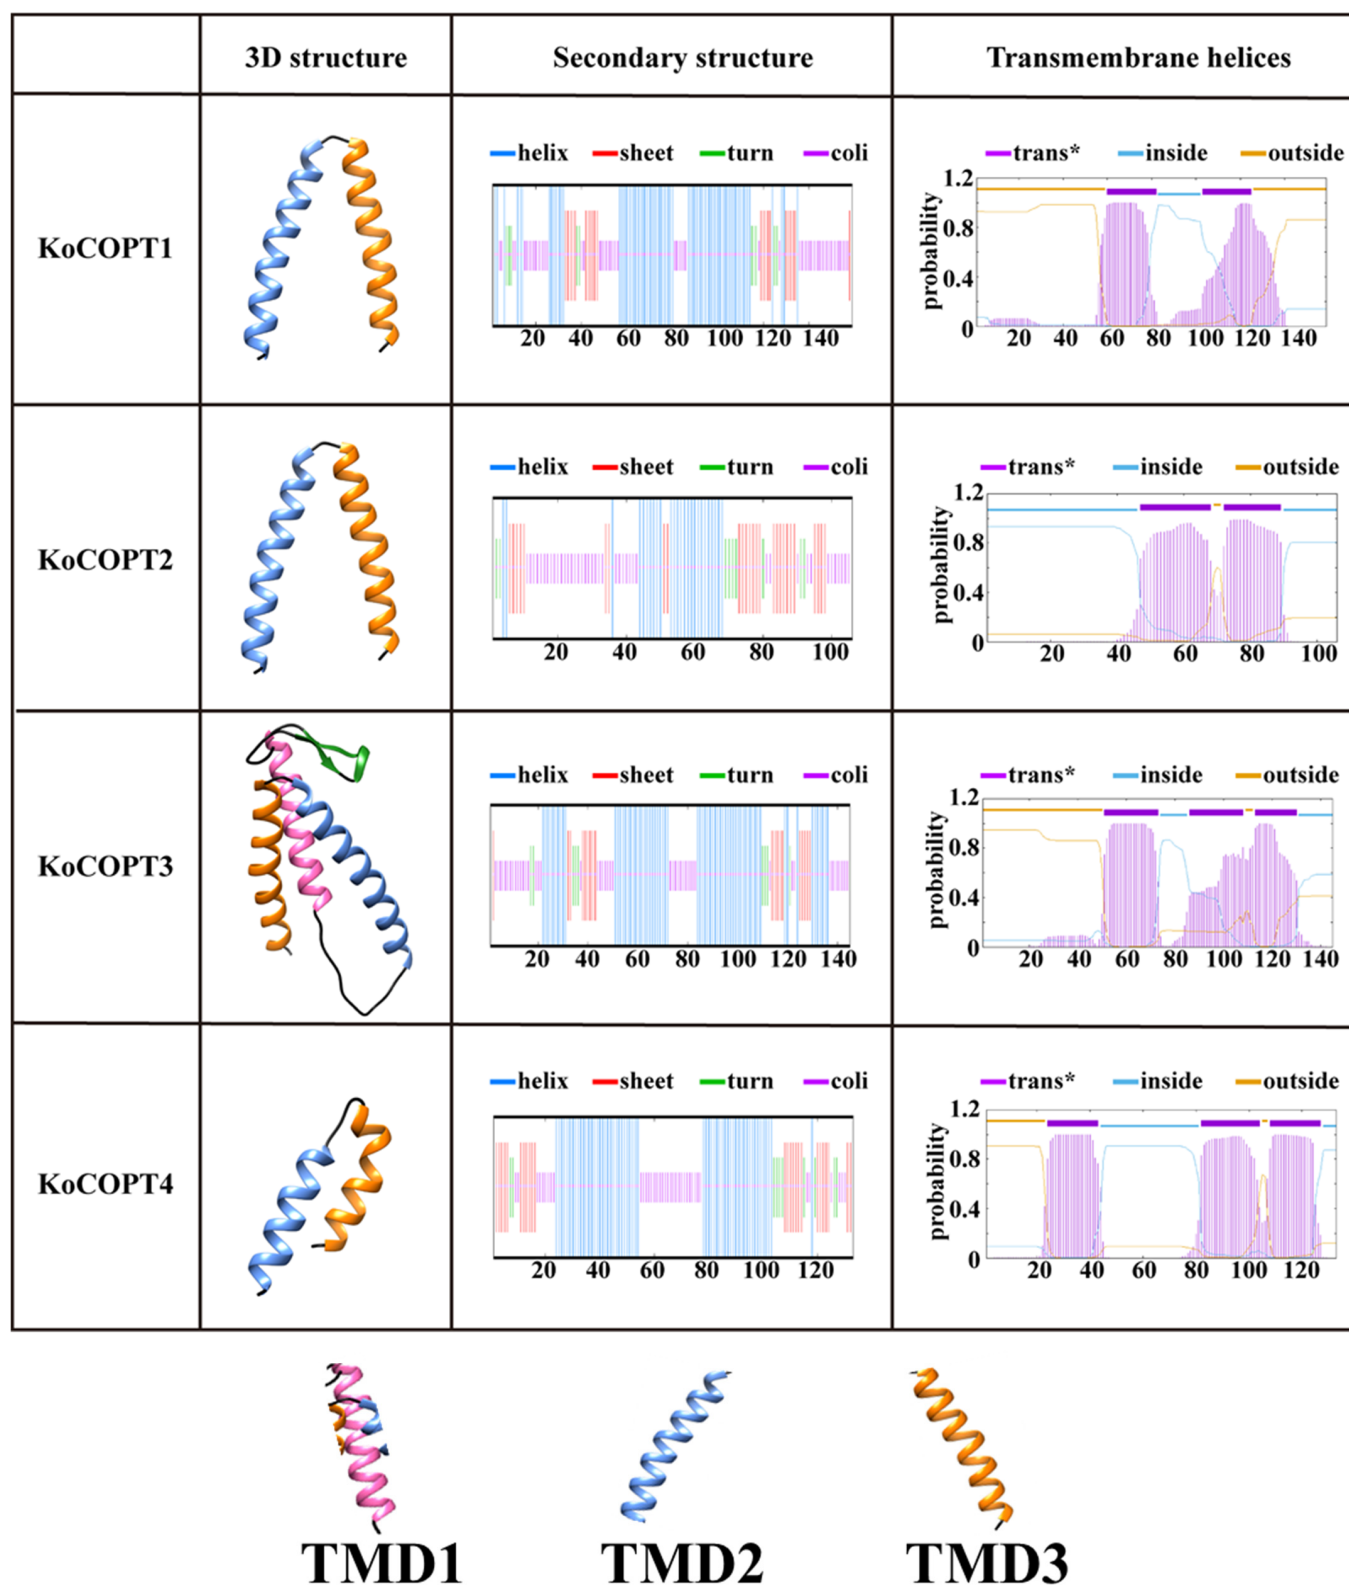 3D structure Secondary structure Transmembrane helices
KoCOPT1
helix sheet turn coli
20 40 60 80 100 120 140
trans* inside outside
probability
1.2
0.8
0.4
0
20 40 60 80 100 120 140
KoCOPT2
helix sheet turn coli
20 40 60 80 100
trans* inside outside
probability
1.2
0.8
0.4
0
20 40 60 80 100
KoCOPT3
helix sheet turn coli
20 40 60 80 100 120 140
trans* inside outside
probability
1.2
0.8
0.4
0
20 40 60 80 100 120 140
KoCOPT4
helix sheet turn coli
20 40 60 80 100 120
trans* inside outside
probability
1.2
0.8
0.4
0
20 40 60 80 100 120
TMD1 TMD2 TMD3